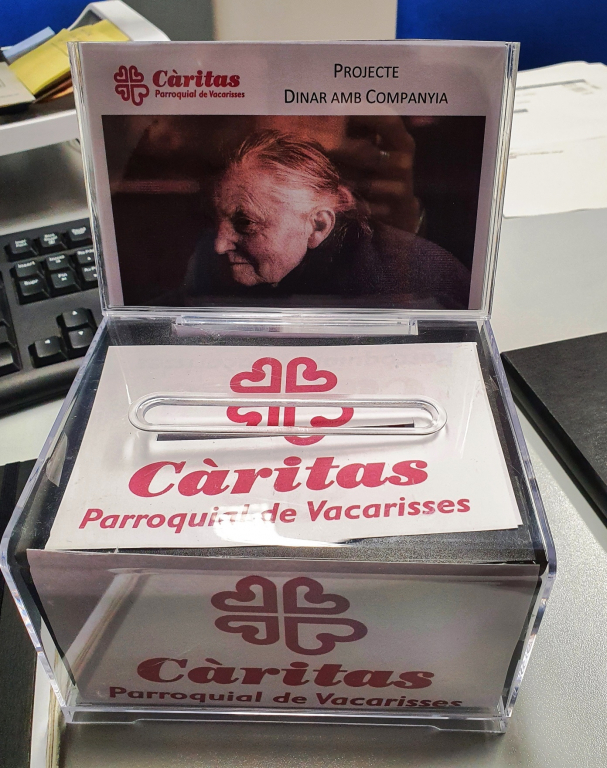 Càritas
Parroquial de Vacarisses
PROJECTE
DINAR AMB COMPANYIA
Càritas
Parroquial de Vacarisses
Càritas
Parroquial de Vacarisses